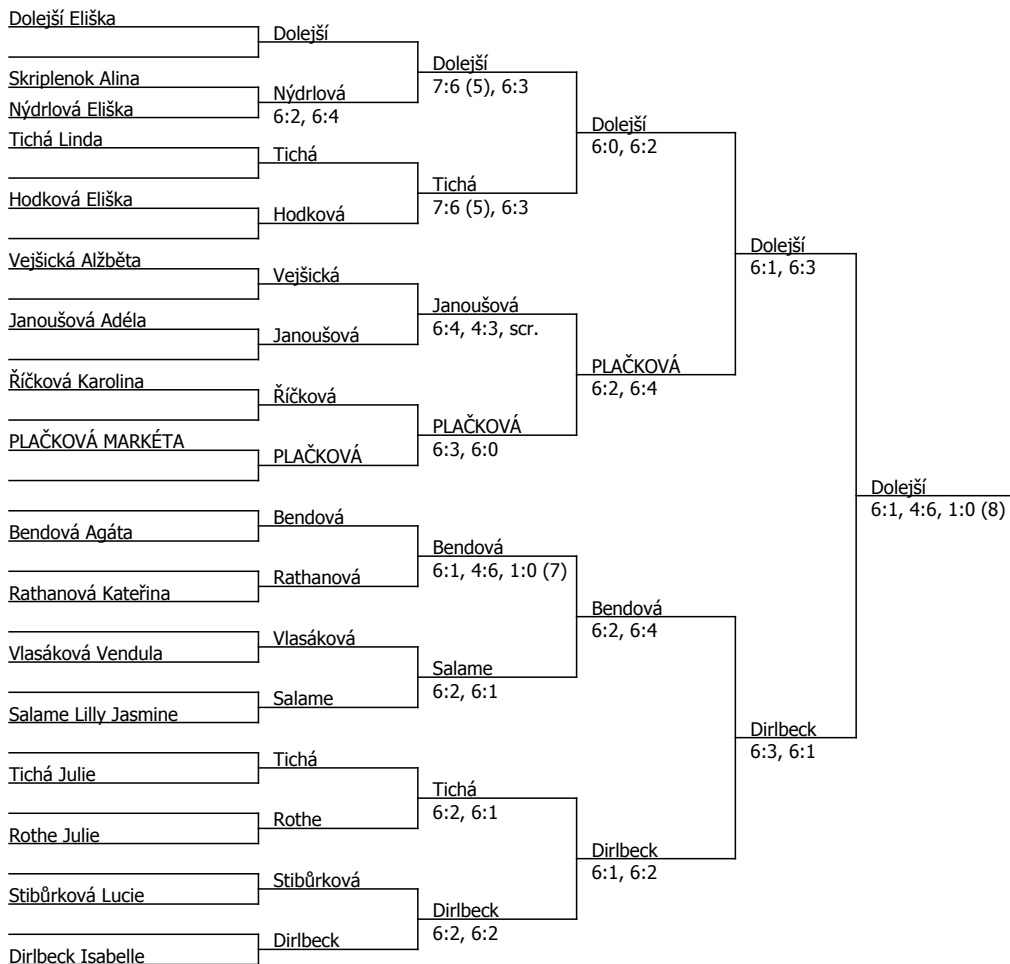 Dolejší Eliška
Skriplenok Alina
Nýdrlová Eliška
Tichá Linda
Hodková Eliška
Vejšická Alžběta
Janoušová Adéla
Říčková Karolina
PLAČKOVÁ MARKÉTA
Bendová Agáta
Rathanová Kateřina
Vlasáková Vendula
Salame Lilly Jasmine
Tichá Julie
Rothe Julie
Stibůrková Lucie
Dirlbeck Isabelle
Dolejší
Nýdrlová
6:2, 6:4
Tichá
Hodková
Vejšická
Janoušová
Říčková
PLAČKOVÁ
Bendová
Rathanová
Vlasáková
Salame
Tichá
Rothe
Stibůrková
Dirlbeck
Dolejší
7:6 (5), 6:3
Tichá
7:6 (5), 6:3
Janoušová
6:4, 4:3, scr.
PLAČKOVÁ
6:3, 6:0
Bendová
6:1, 4:6, 1:0 (7)
Salame
6:2, 6:1
Tichá
6:2, 6:1
Dirlbeck
6:2, 6:2
Dolejší
6:0, 6:2
PLAČKOVÁ
6:2, 6:4
Bendová
6:2, 6:4
Dirlbeck
6:1, 6:2
Dolejší
6:1, 6:3
Dirlbeck
6:3, 6:1
Dolejší
6:1, 4:6, 1:0 (8)